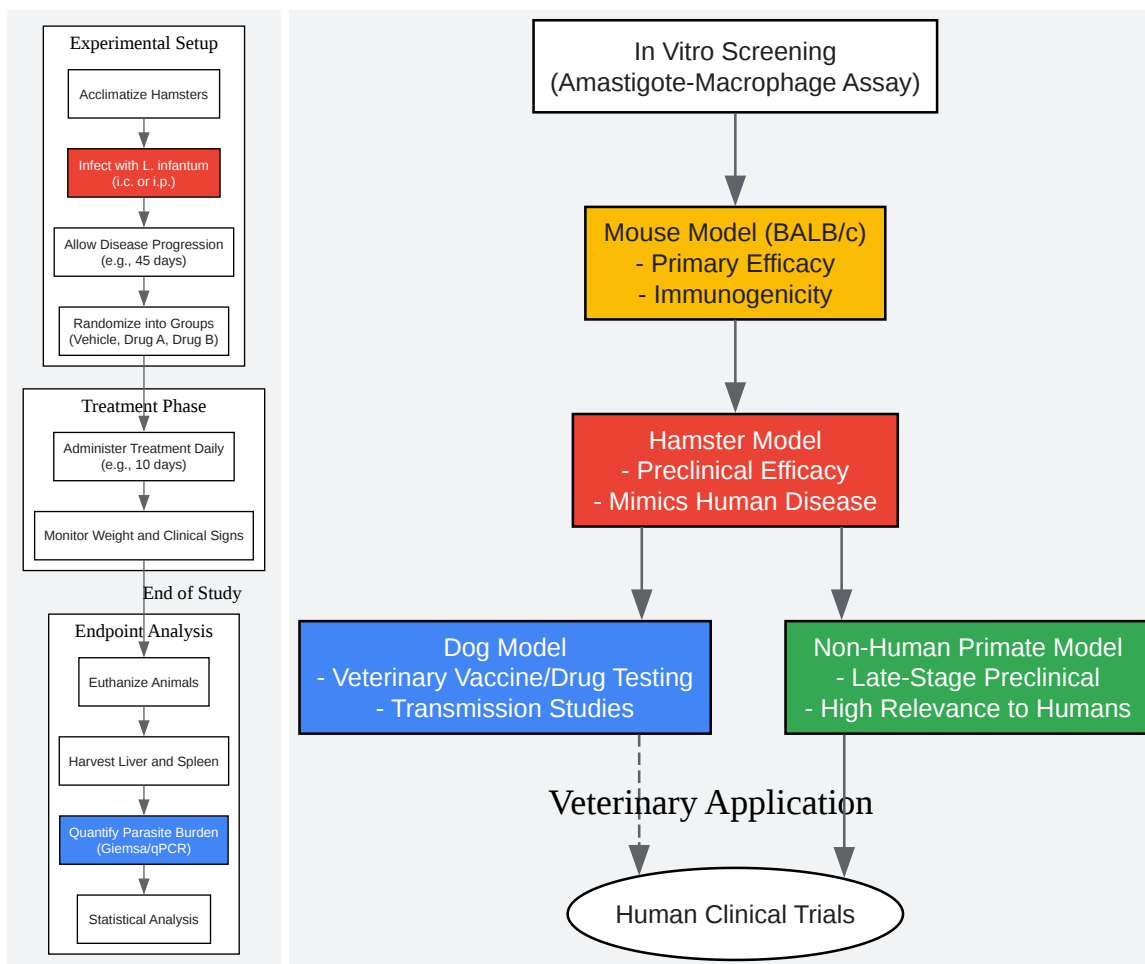 Experimental Setup
Acclimatize Hamsters
Infect with L. infantum
(i.c. or i.p.)
Allow Disease Progression
(e.g., 45 days)
Randomize into Groups
(Vehicle, Drug A, Drug B)
Treatment Phase
Administer Treatment Daily
(e.g., 10 days)
Monitor Weight and Clinical Signs
End of Study
Endpoint Analysis
Euthanize Animals
Harvest Liver and Spleen
Quantify Parasite Burden
(Giemsa/qPCR)
Statistical Analysis
In Vitro Screening
(Amastigote-Macrophage Assay)
Mouse Model (BALB/c)
- Primary Efficacy
- Immunogenicity
Hamster Model
- Preclinical Efficacy
- Mimics Human Disease
Dog Model
- Veterinary Vaccine/Drug Testing
- Transmission Studies
Non-Human Primate Model
- Late-Stage Preclinical
- High Relevance to Humans
Veterinary Application
Human Clinical Trials